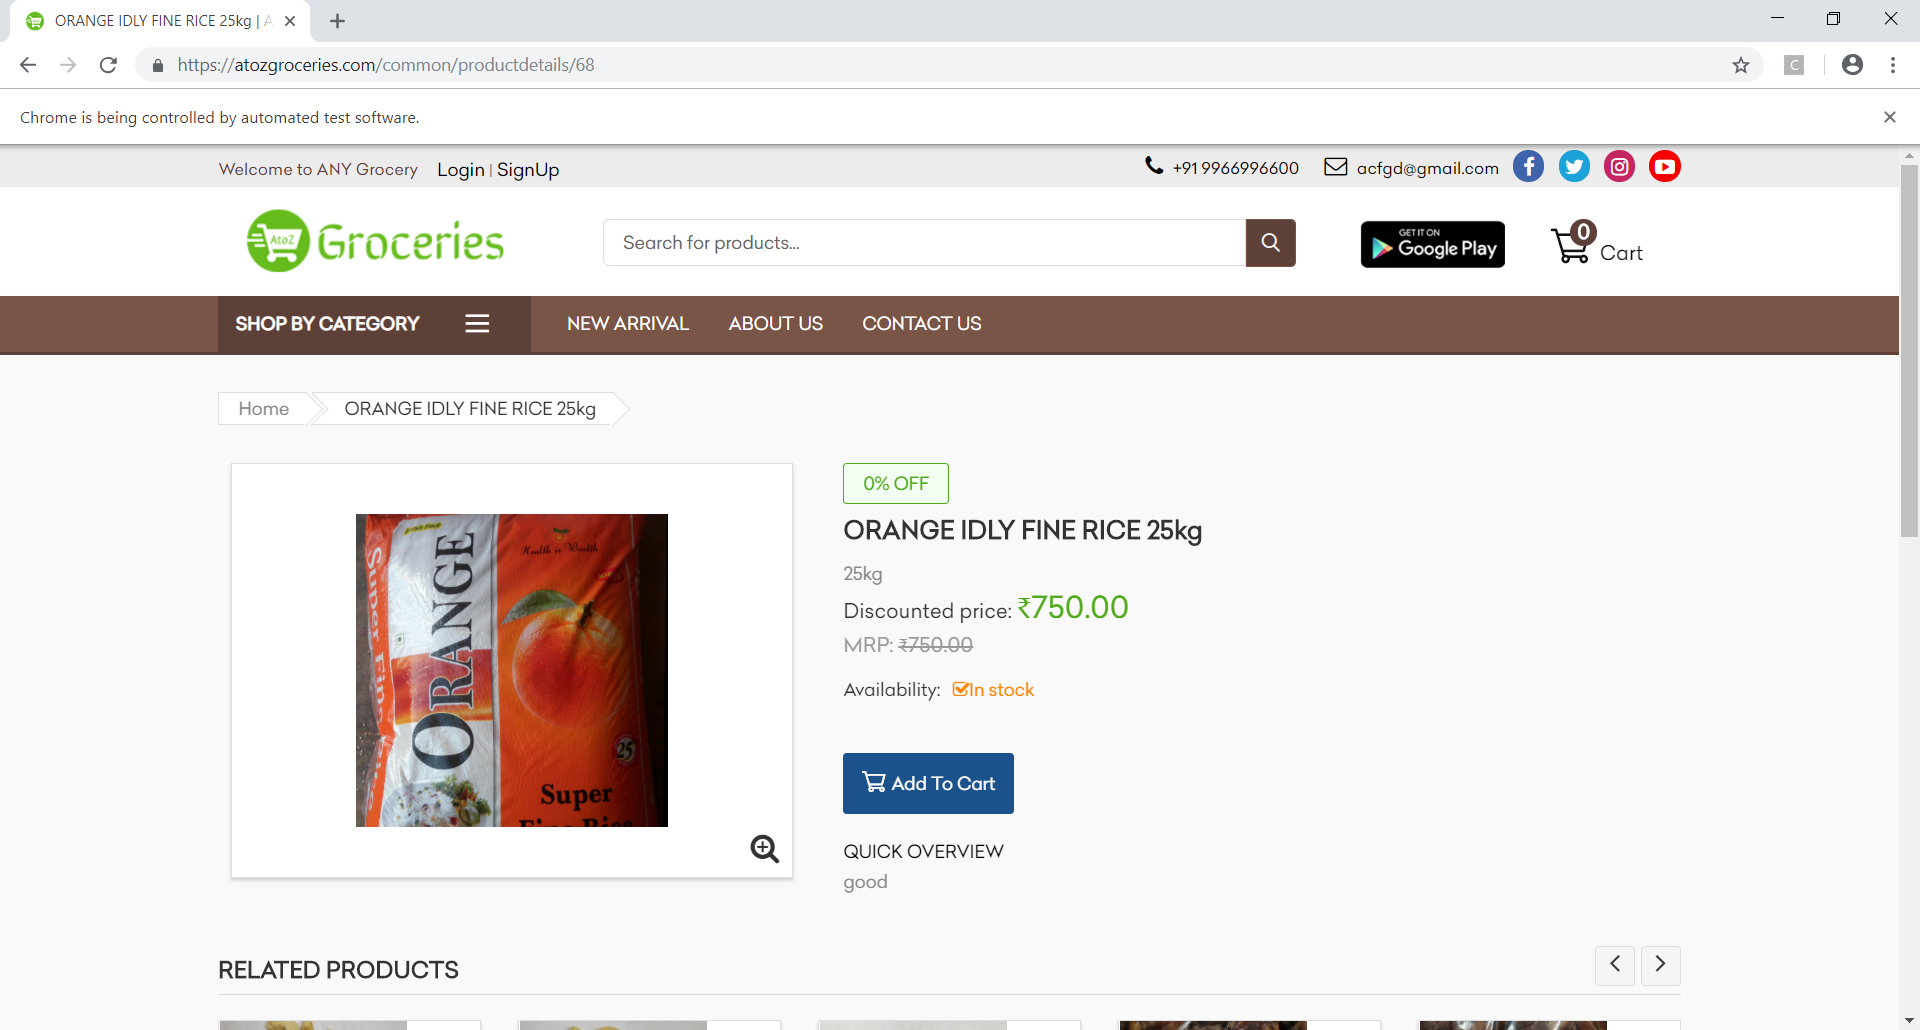 ORANGE IDLY FINE RICE 25kg | A
https://atozgroceries.com/common/productdetails/68
C
Chrome is being controlled by automated test software.
Welcome to ANY Grocery Login | SignUp
+91 9966996600 acfgd@gmail.com
AtoZ Groceries
Search for products...
GET IT ON
Google Play
0
Cart
SHOP BY CATEGORY NEW ARRIVAL ABOUT US CONTACT US
Home ORANGE IDLY FINE RICE 25kg
Health is Wealth
ORANGE
25
Super
Fine Rice
0% OFF
ORANGE IDLY FINE RICE 25kg
25kg
Discounted price: ₹750.00
MRP: ₹750.00
Availability: In stock
Add To Cart
QUICK OVERVIEW
good
RELATED PRODUCTS